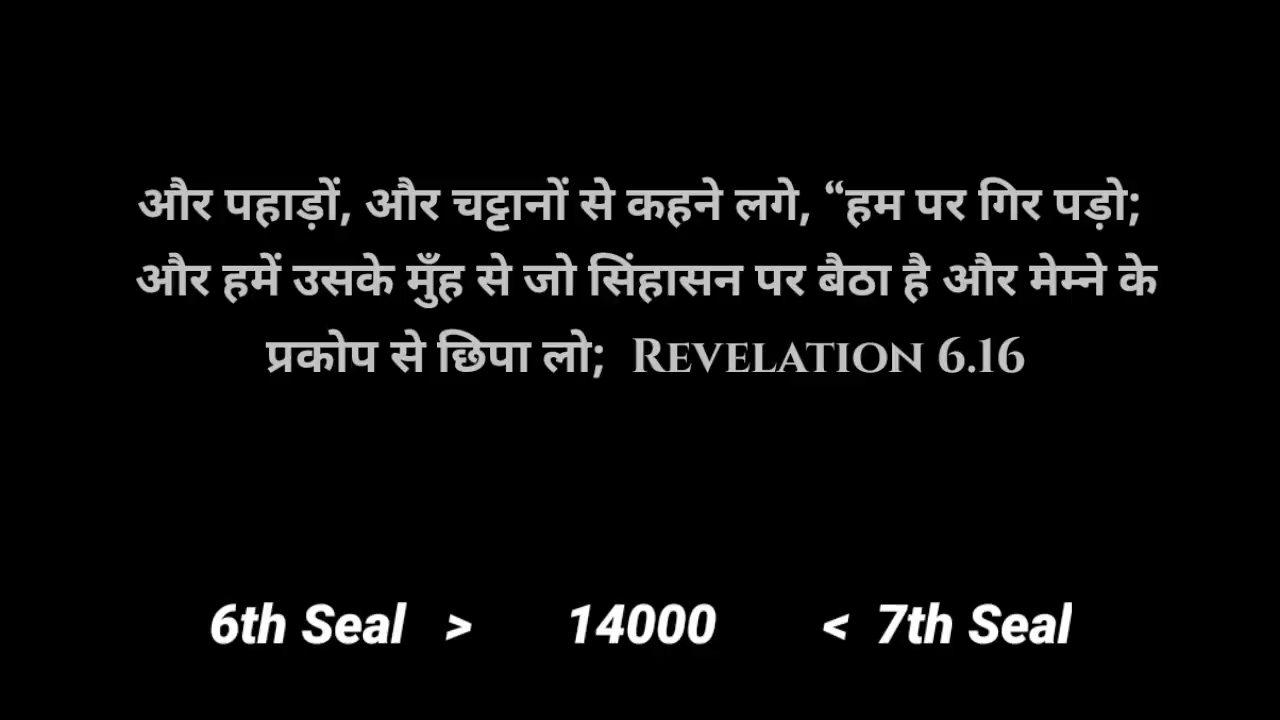 और पहाड़ों, और चट्टानों से कहने लगे, “हम पर गिर पड़ो;
और हमें उसके मुँह से जो सिंहासन पर बैठा है और मेम्ने के
प्रकोप से छिपा लो; Revelation 6.16
6th Seal > 14000 < 7th Seal